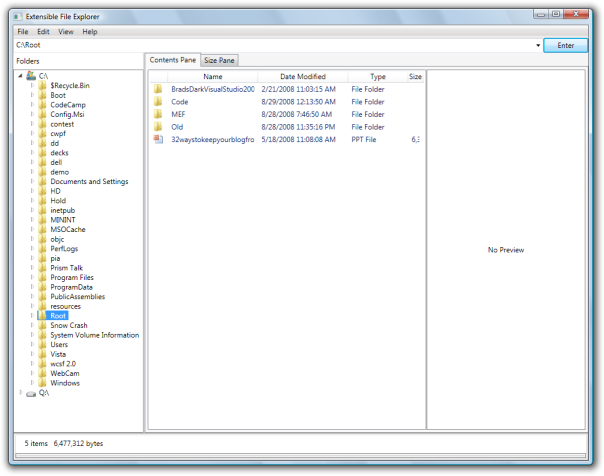 Extensible File Explorer
File Edit View Help
C:\Root Enter
Folders
Contents Pane Size Pane
Name Date Modified Type Size
BradsDarkVisualStudio200 2/21/2008 11:03:15 AM File Folder
Code 8/29/2008 12:13:50 AM File Folder
MEF 8/28/2008 7:46:50 AM File Folder
Old 8/28/2008 11:35:16 PM File Folder
32waystokeepyourblogfro 5/18/2008 11:08:08 AM PPT File 6,3
C:\
$Recycle.Bin
Boot
CodeCamp
Config.Msi
contest
cwpf
dd
decks
dell
demo
Documents and Settings
HD
Hold
inetpub
MININT
MSOCache
objc
PerfLogs
pia
Prism Talk
Program Files
ProgramData
PublicAssemblies
resources
Root
Snow Crash
System Volume Information
Users
Vista
wcsf 2.0
WebCam
Windows
Q:\
No Preview
5 items 6,477,312 bytes